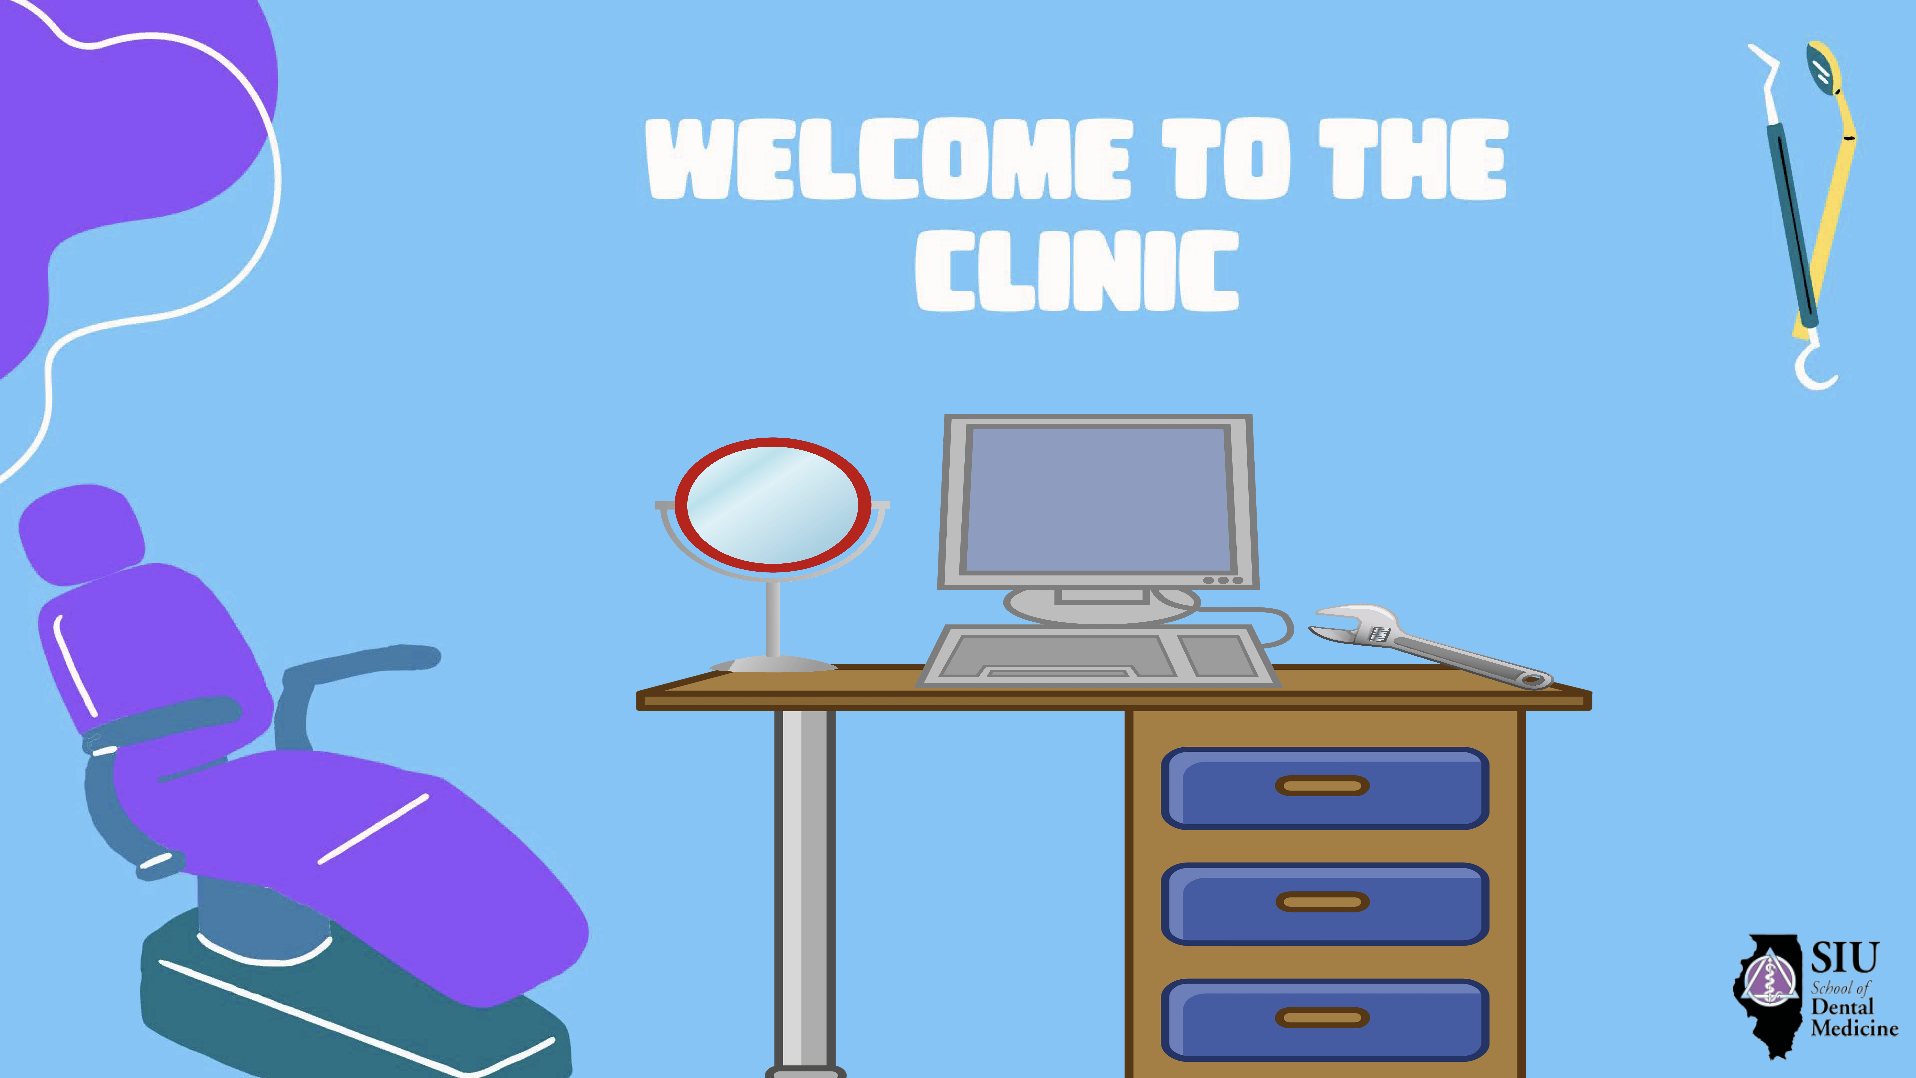 WELCOME TO THE
CLINIC
SIU
School of
Dental
Medicine